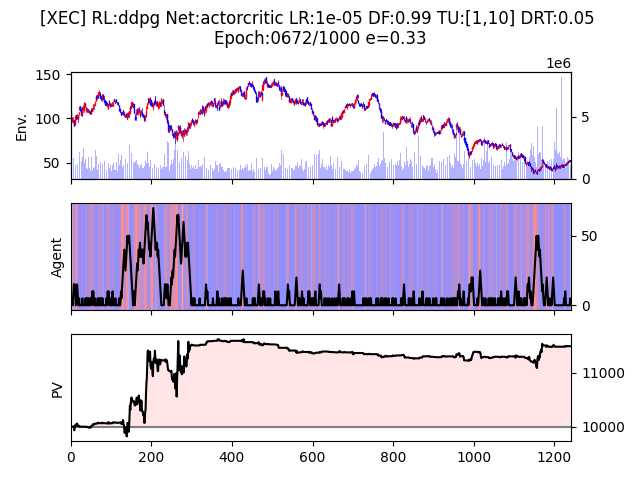 [XEC] RL:ddpg Net:actorcritic LR:1e-05 DF:0.99 TU:[1,10] DRT:0.05
Epoch:0672/1000 e=0.33
1e6
150
100
50
Env.
5
0
Agent
50
0
PV
11000
10000
0 200 400 600 800 1000 1200